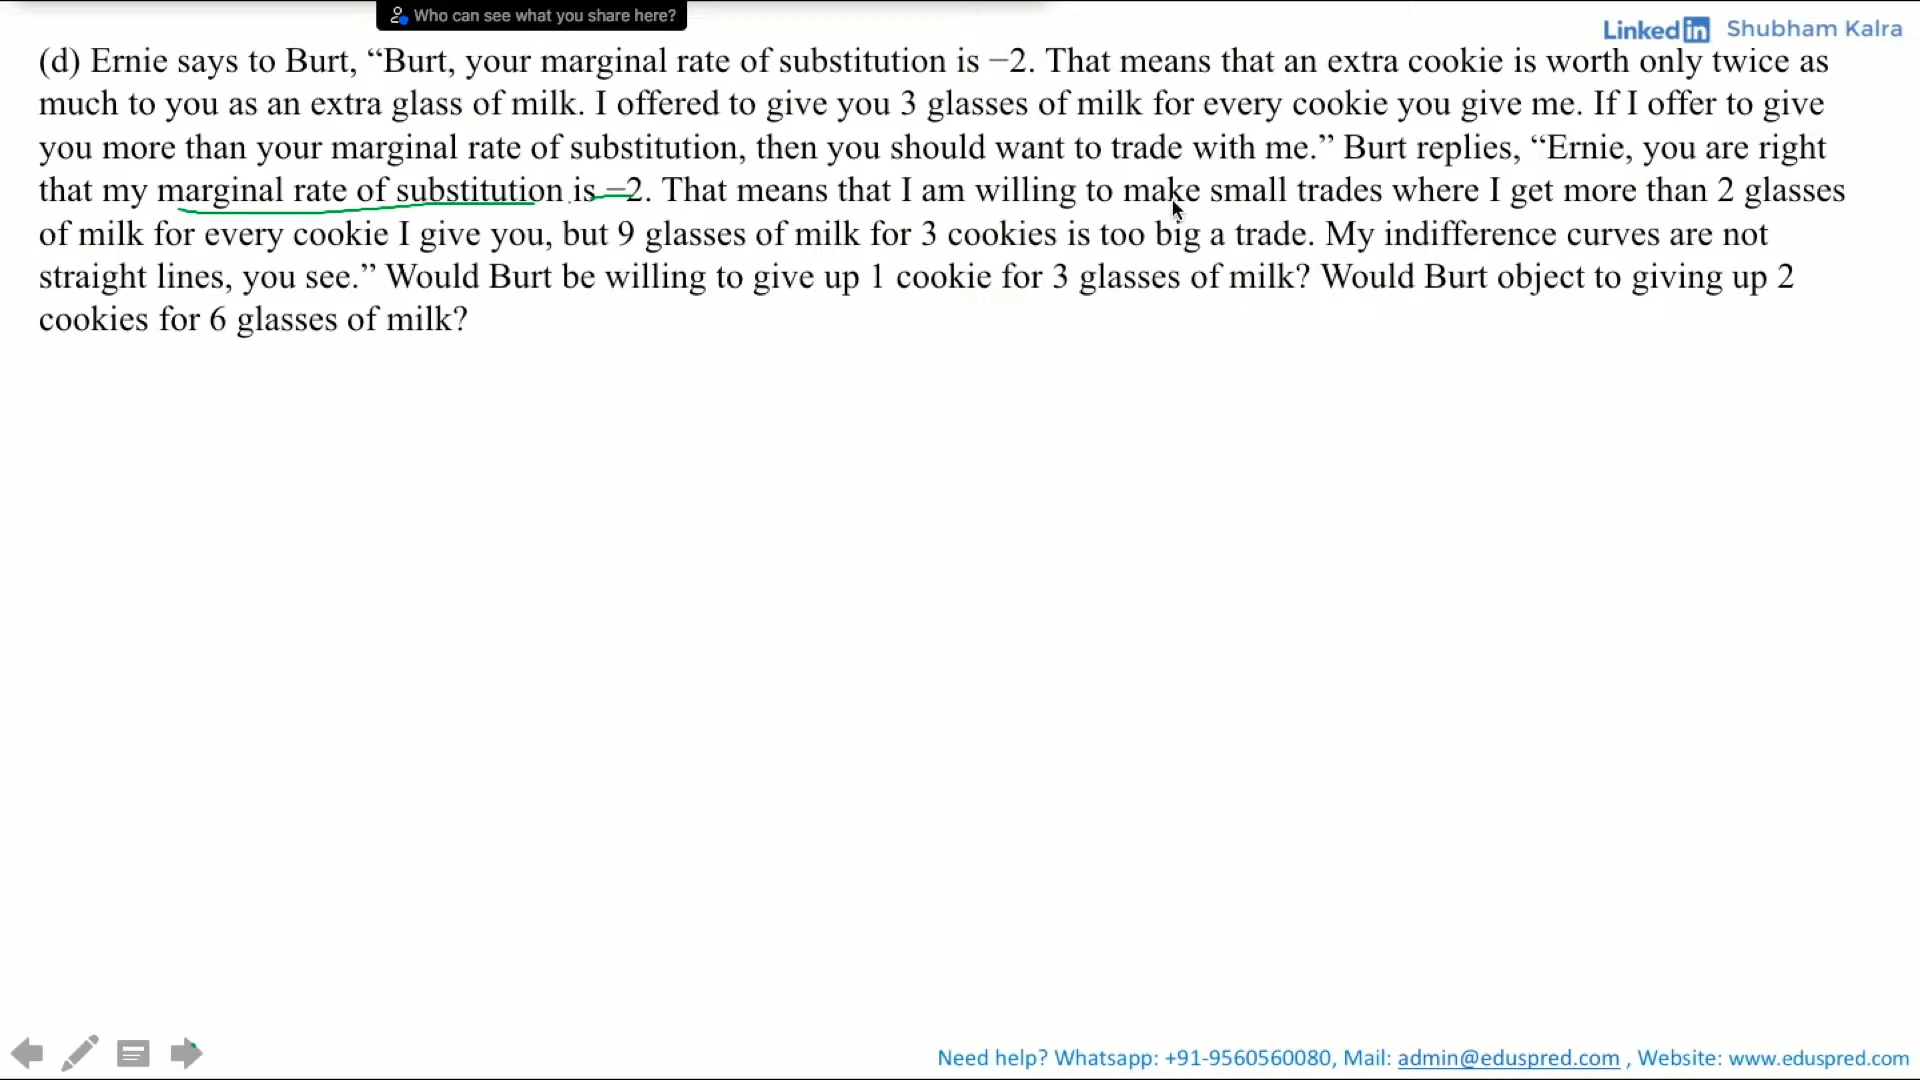 Who can see what you share here?
Linked in Shubham Kalra
(d) Ernie says to Burt, “Burt, your marginal rate of substitution is −2. That means that an extra cookie is worth only twice as
much to you as an extra glass of milk. I offered to give you 3 glasses of milk for every cookie you give me. If I offer to give
you more than your marginal rate of substitution, then you should want to trade with me.” Burt replies, “Ernie, you are right
that my marginal rate of substitution is −2. That means that I am willing to make small trades where I get more than 2 glasses
of milk for every cookie I give you, but 9 glasses of milk for 3 cookies is too big a trade. My indifference curves are not
straight lines, you see.” Would Burt be willing to give up 1 cookie for 3 glasses of milk? Would Burt object to giving up 2
cookies for 6 glasses of milk?
Need help? Whatsapp: +91-9560560080, Mail: admin@eduspred.com , Website: www.eduspred.com